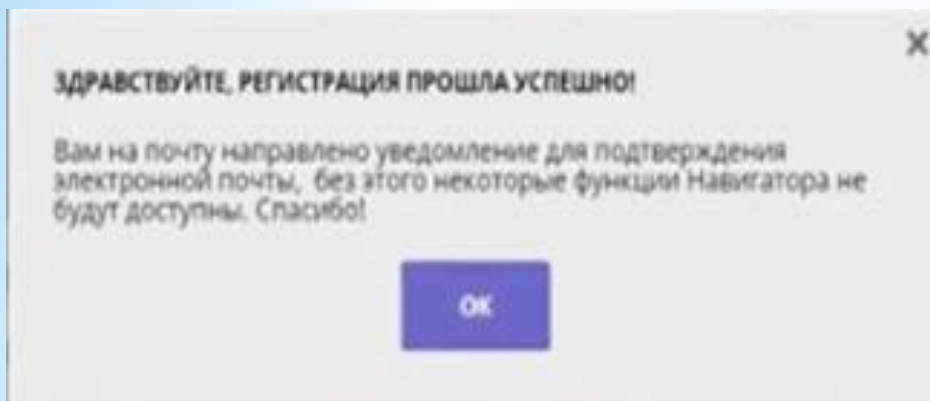 ЗДРАВСТВУЙТЕ, РЕГИСТРАЦИЯ ПРОШЛА УСПЕШНО!
Вам на почту направлено уведомление для подтверждения
электронной почты, без этого некоторые функции Навигатора не
будут доступны. Спасибо!
ОК